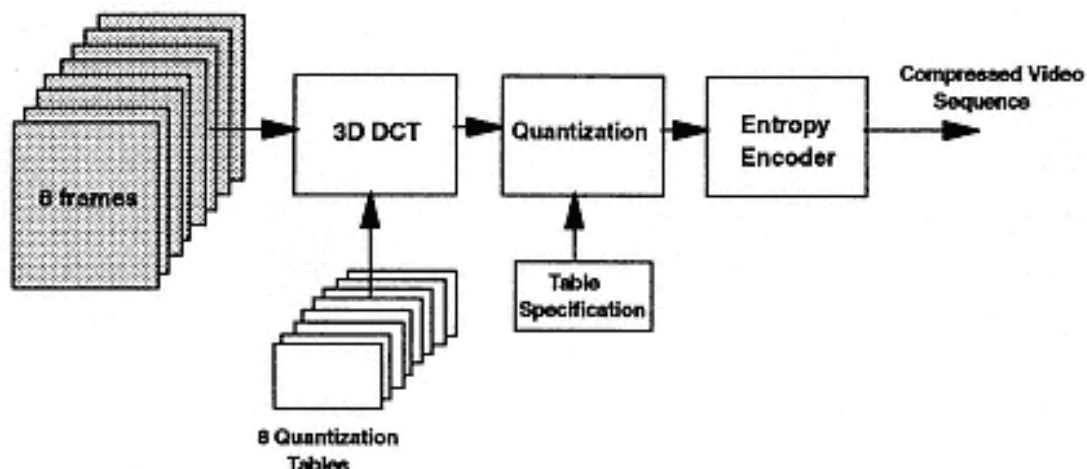 8 frames
3D DCT
Quantization
Entropy
Encoder
Compressed Video
Sequence
Table
Specification
8 Quantization
Tables